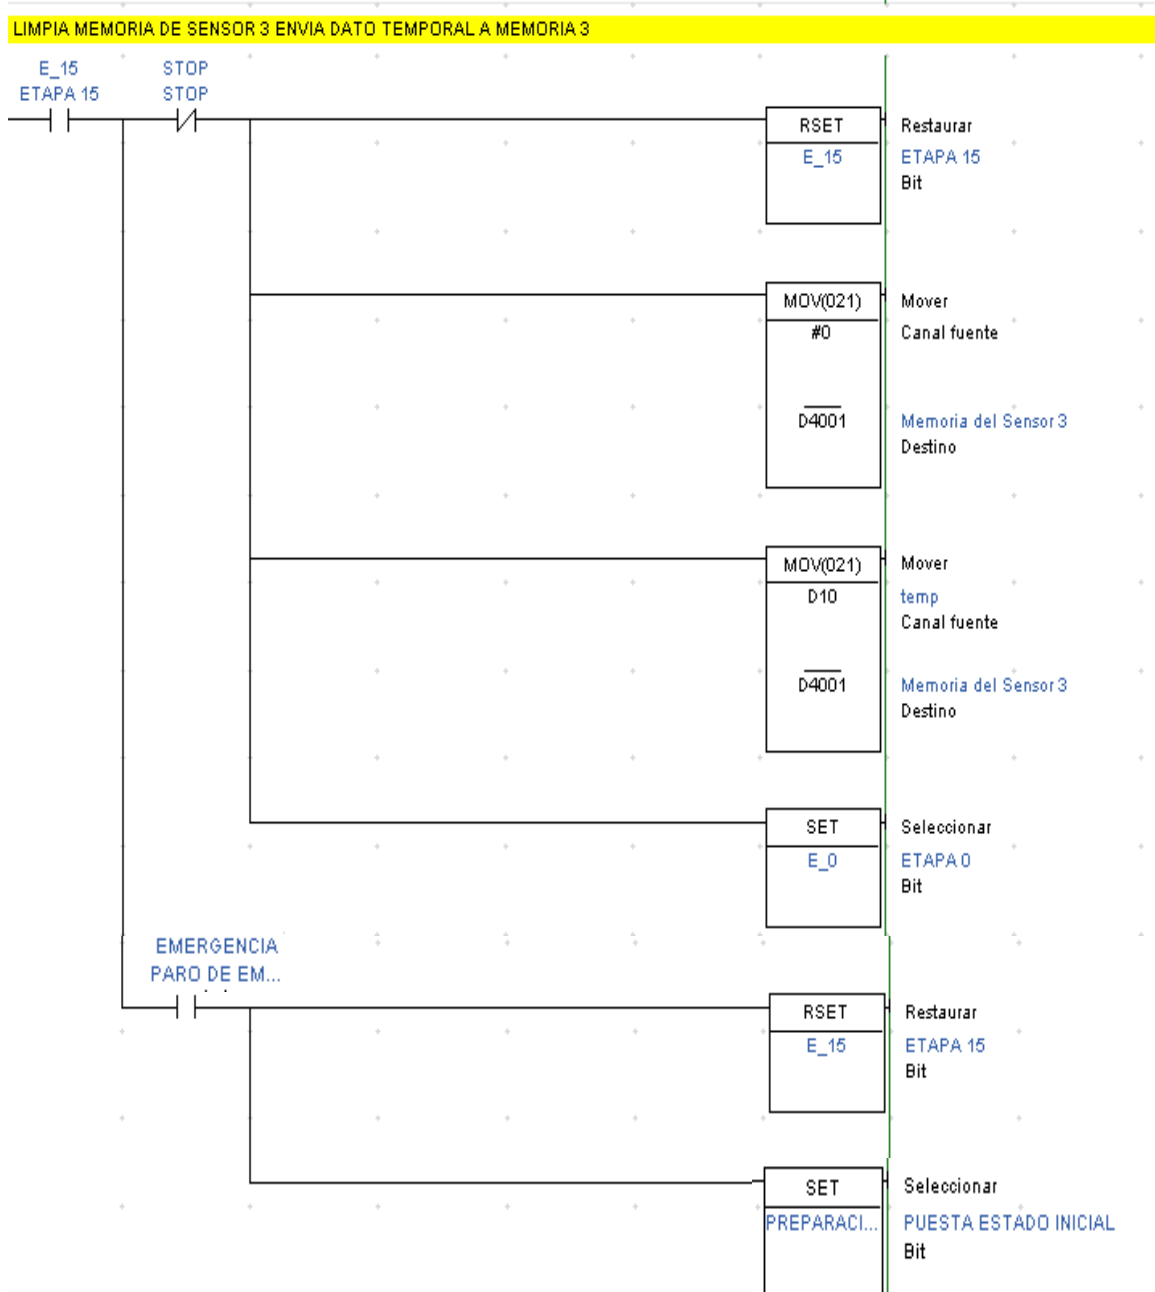 LIMPIA MEMORIA DE SENSOR 3 ENVIA DATO TEMPORAL A MEMORIA 3
E_15
ETAPA 15
STOP
STOP
RSET
E_15
Restaurar
ETAPA 15
Bit
MOV(021)
#0
D4001
Mover
Canal fuente
Memoria del Sensor 3
Destino
MOV(021)
D10
D4001
Mover
temp
Canal fuente
Memoria del Sensor 3
Destino
SET
E_0
Seleccionar
ETAPA 0
Bit
EMERGENCIA
PARO DE EM...
RSET
E_15
Restaurar
ETAPA 15
Bit
SET
PREPARACI...
Seleccionar
PUESTA ESTADO INICIAL
Bit